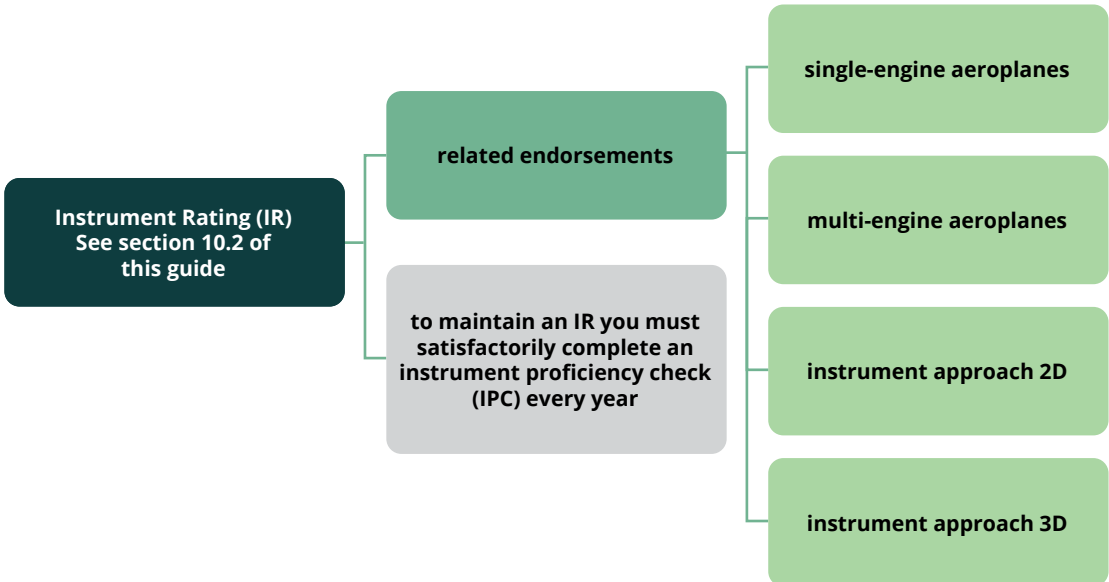 Instrument Rating (IR)
See section 10.2 of
this guide
related endorsements
to maintain an IR you must
satisfactorily complete an
instrument proficiency check
(IPC) every year
single-engine aeroplanes
multi-engine aeroplanes
instrument approach 2D
instrument approach 3D